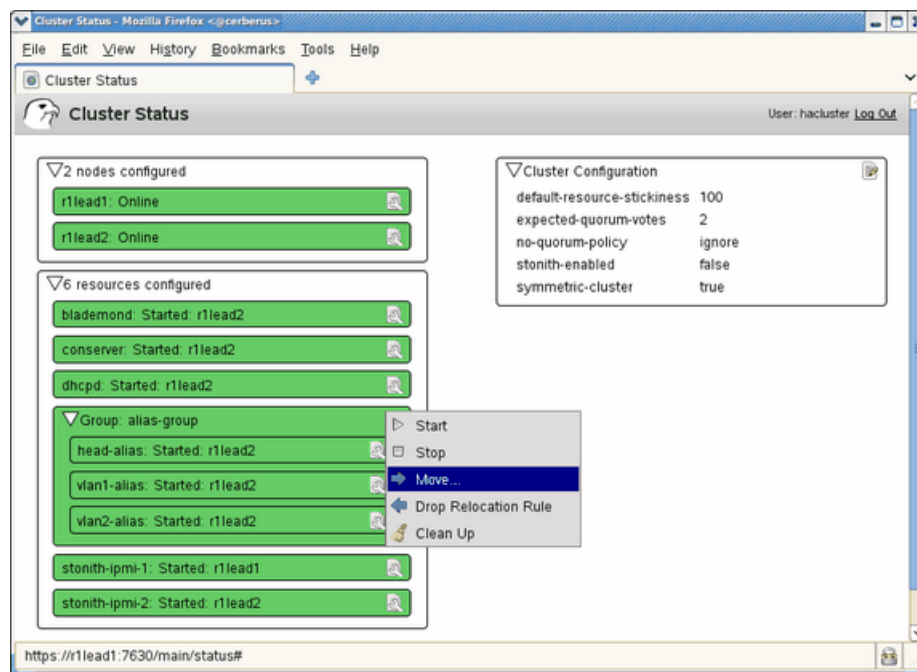 Cluster Status - Mozilla Firefox <@cerberus>
File Edit View History Bookmarks Tools Help
Cluster Status
Cluster Status
User: hacluster Log Out
2 nodes configured
r1lead1: Online
r1lead2: Online
6 resources configured
blademond: Started: r1lead2
conserver: Started: r1lead2
dhcpd: Started: r1lead2
Group: alias-group
head-alias: Started: r1lead2
vlan1-alias: Started: r1lead2
vlan2-alias: Started: r1lead2
stonith-ipmi-1: Started: r1lead1
stonith-ipmi-2: Started: r1lead2
Start
Stop
Move...
Drop Relocation Rule
Clean Up
Cluster Configuration
default-resource-stickiness 100
expected-quorum-votes 2
no-quorum-policy ignore
stonith-enabled false
symmetric-cluster true
https://r1lead1:7630/main/status#